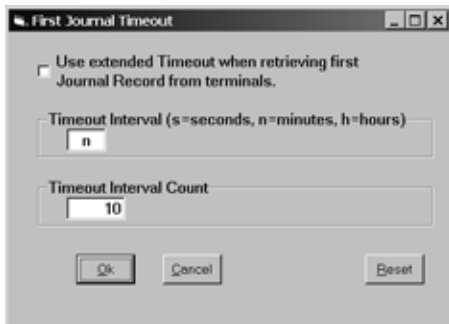 First Journal Timeout
Use extended Timeout when retrieving first
Journal Record from terminals.
Timeout Interval (s=seconds, n=minutes, h=hours)
n
Timeout Interval Count
10
Ok Cancel Reset